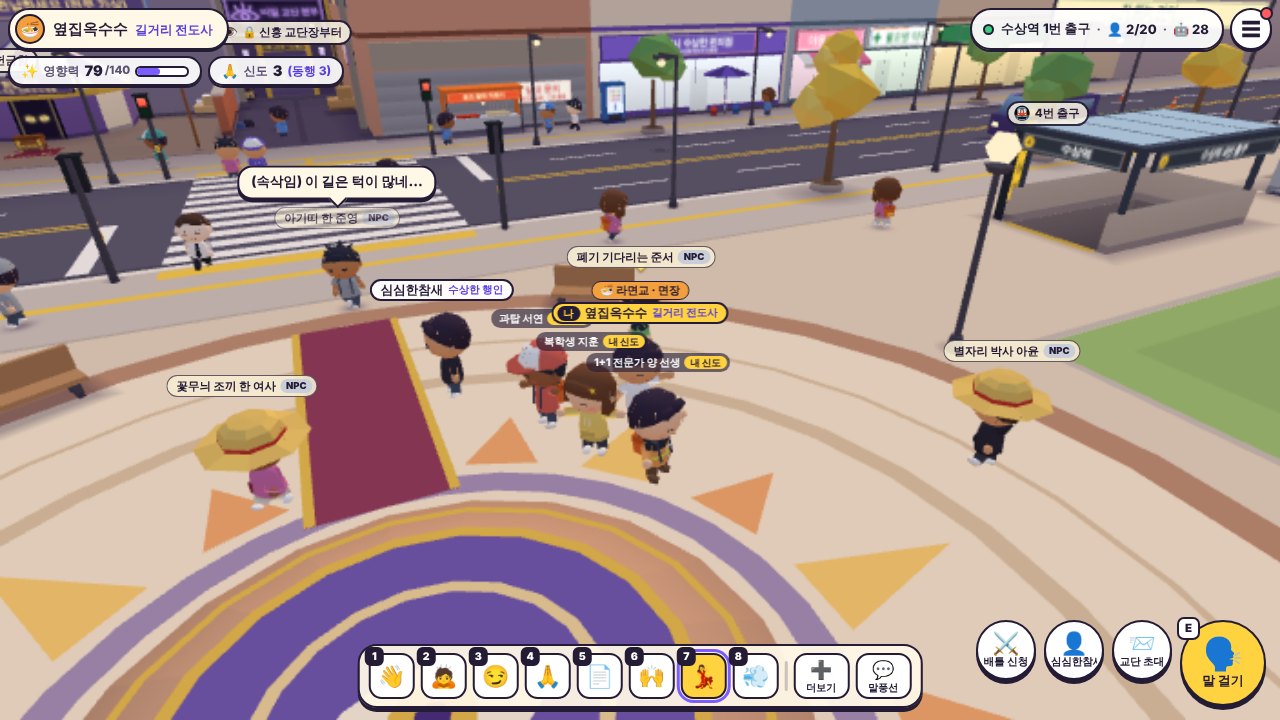 옆집옥수수 길거리 전도사
🔒 신흥 교단장부터
수상역 1번 출구 · 2/20 · 28
영향력 79/140
신도 3 (동행 3)
4번 출구
수상역
(속삭임) 이 길은 턱이 많네...
아기띠 한 준영 NPC
폐기 기다리는 준서 NPC
심심한참새 수상한 행인
라면교 · 면장
나 옆집옥수수 길거리 전도사
과탑 서연
복학생 지훈 내 신도
1+1 전문가 양 선생 내 신도
별자리 박사 아윤 NPC
꽃무늬 조끼 한 여사 NPC
E
배틀 신청
심심한참새
교단 초대
말 걸기
1 2 3 4 5 6 7 8
더보기
말풍선